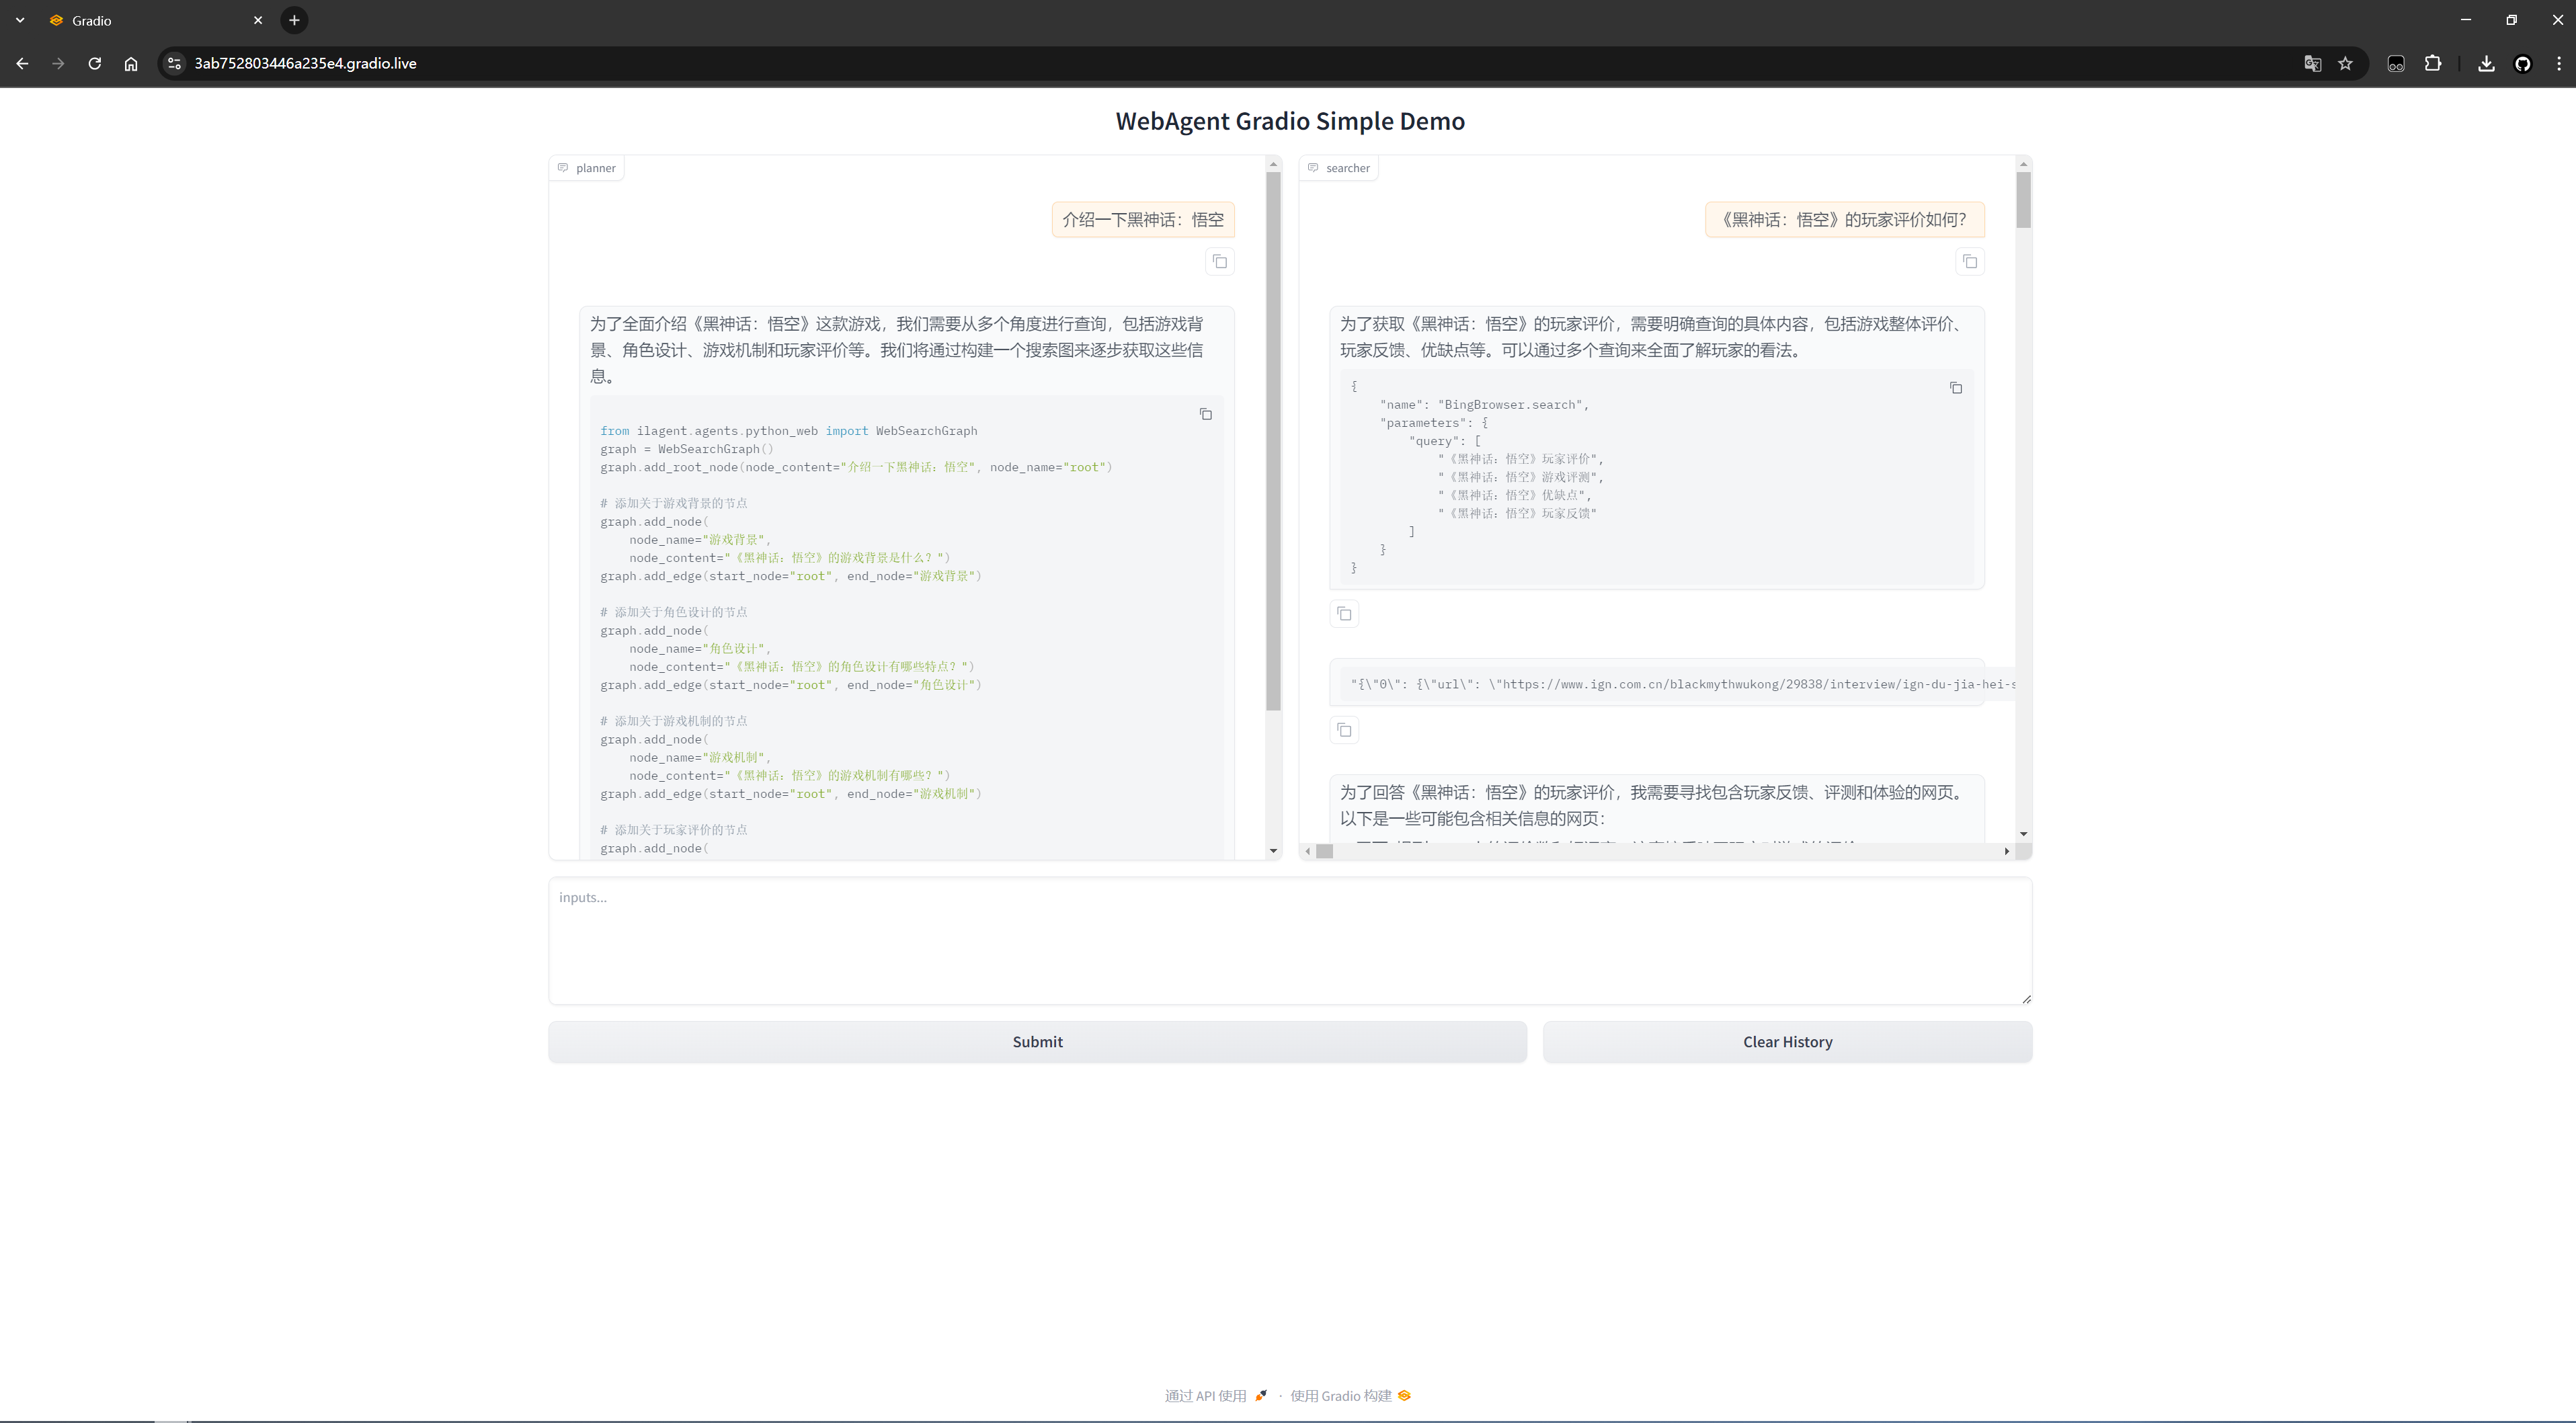 Gradio
3ab752803446a235e4.gradio.live
WebAgent Gradio Simple Demo
planner
介绍一下黑神话：悟空
为了全面介绍《黑神话：悟空》这款游戏，我们需要从多个角度进行查询，包括游戏背
景、角色设计、游戏机制和玩家评价等。我们将通过构建一个搜索图来逐步获取这些信
息。
from ilagent.agents.python_web import WebSearchGraph
graph = WebSearchGraph()
graph.add_root_node(node_content="介绍一下黑神话：悟空", node_name="root")
# 添加关于游戏背景的节点
graph.add_node(
node_name="游戏背景",
node_content="《黑神话：悟空》的游戏背景是什么？")
graph.add_edge(start_node="root", end_node="游戏背景")
# 添加关于角色设计的节点
graph.add_node(
node_name="角色设计",
node_content="《黑神话：悟空》的角色设计有哪些特点？")
graph.add_edge(start_node="root", end_node="角色设计")
# 添加关于游戏机制的节点
graph.add_node(
node_name="游戏机制",
node_content="《黑神话：悟空》的游戏机制有哪些？")
graph.add_edge(start_node="root", end_node="游戏机制")
# 添加关于玩家评价的节点
graph.add_node(
searcher
《黑神话：悟空》的玩家评价如何？
为了获取《黑神话：悟空》的玩家评价，需要明确查询的具体内容，包括游戏整体评价、
玩家反馈、优缺点等。可以通过多个查询来全面了解玩家的看法。
{
"name": "BingBrowser.search",
"parameters": {
"query": [
"《黑神话：悟空》玩家评价",
"《黑神话：悟空》游戏评测",
"《黑神话：悟空》优缺点",
"《黑神话：悟空》玩家反馈"
]
}
}
"{\"0\": {\"url\": \"https://www.ign.com.cn/blackmythwukong/29838/interview/ign-du-jia-hei-s
为了回答《黑神话：悟空》的玩家评价，我需要寻找包含玩家反馈、评测和体验的网页。
以下是一些可能包含相关信息的网页：
inputs...
Submit
Clear History
通过 API 使用 · 使用 Gradio 构建